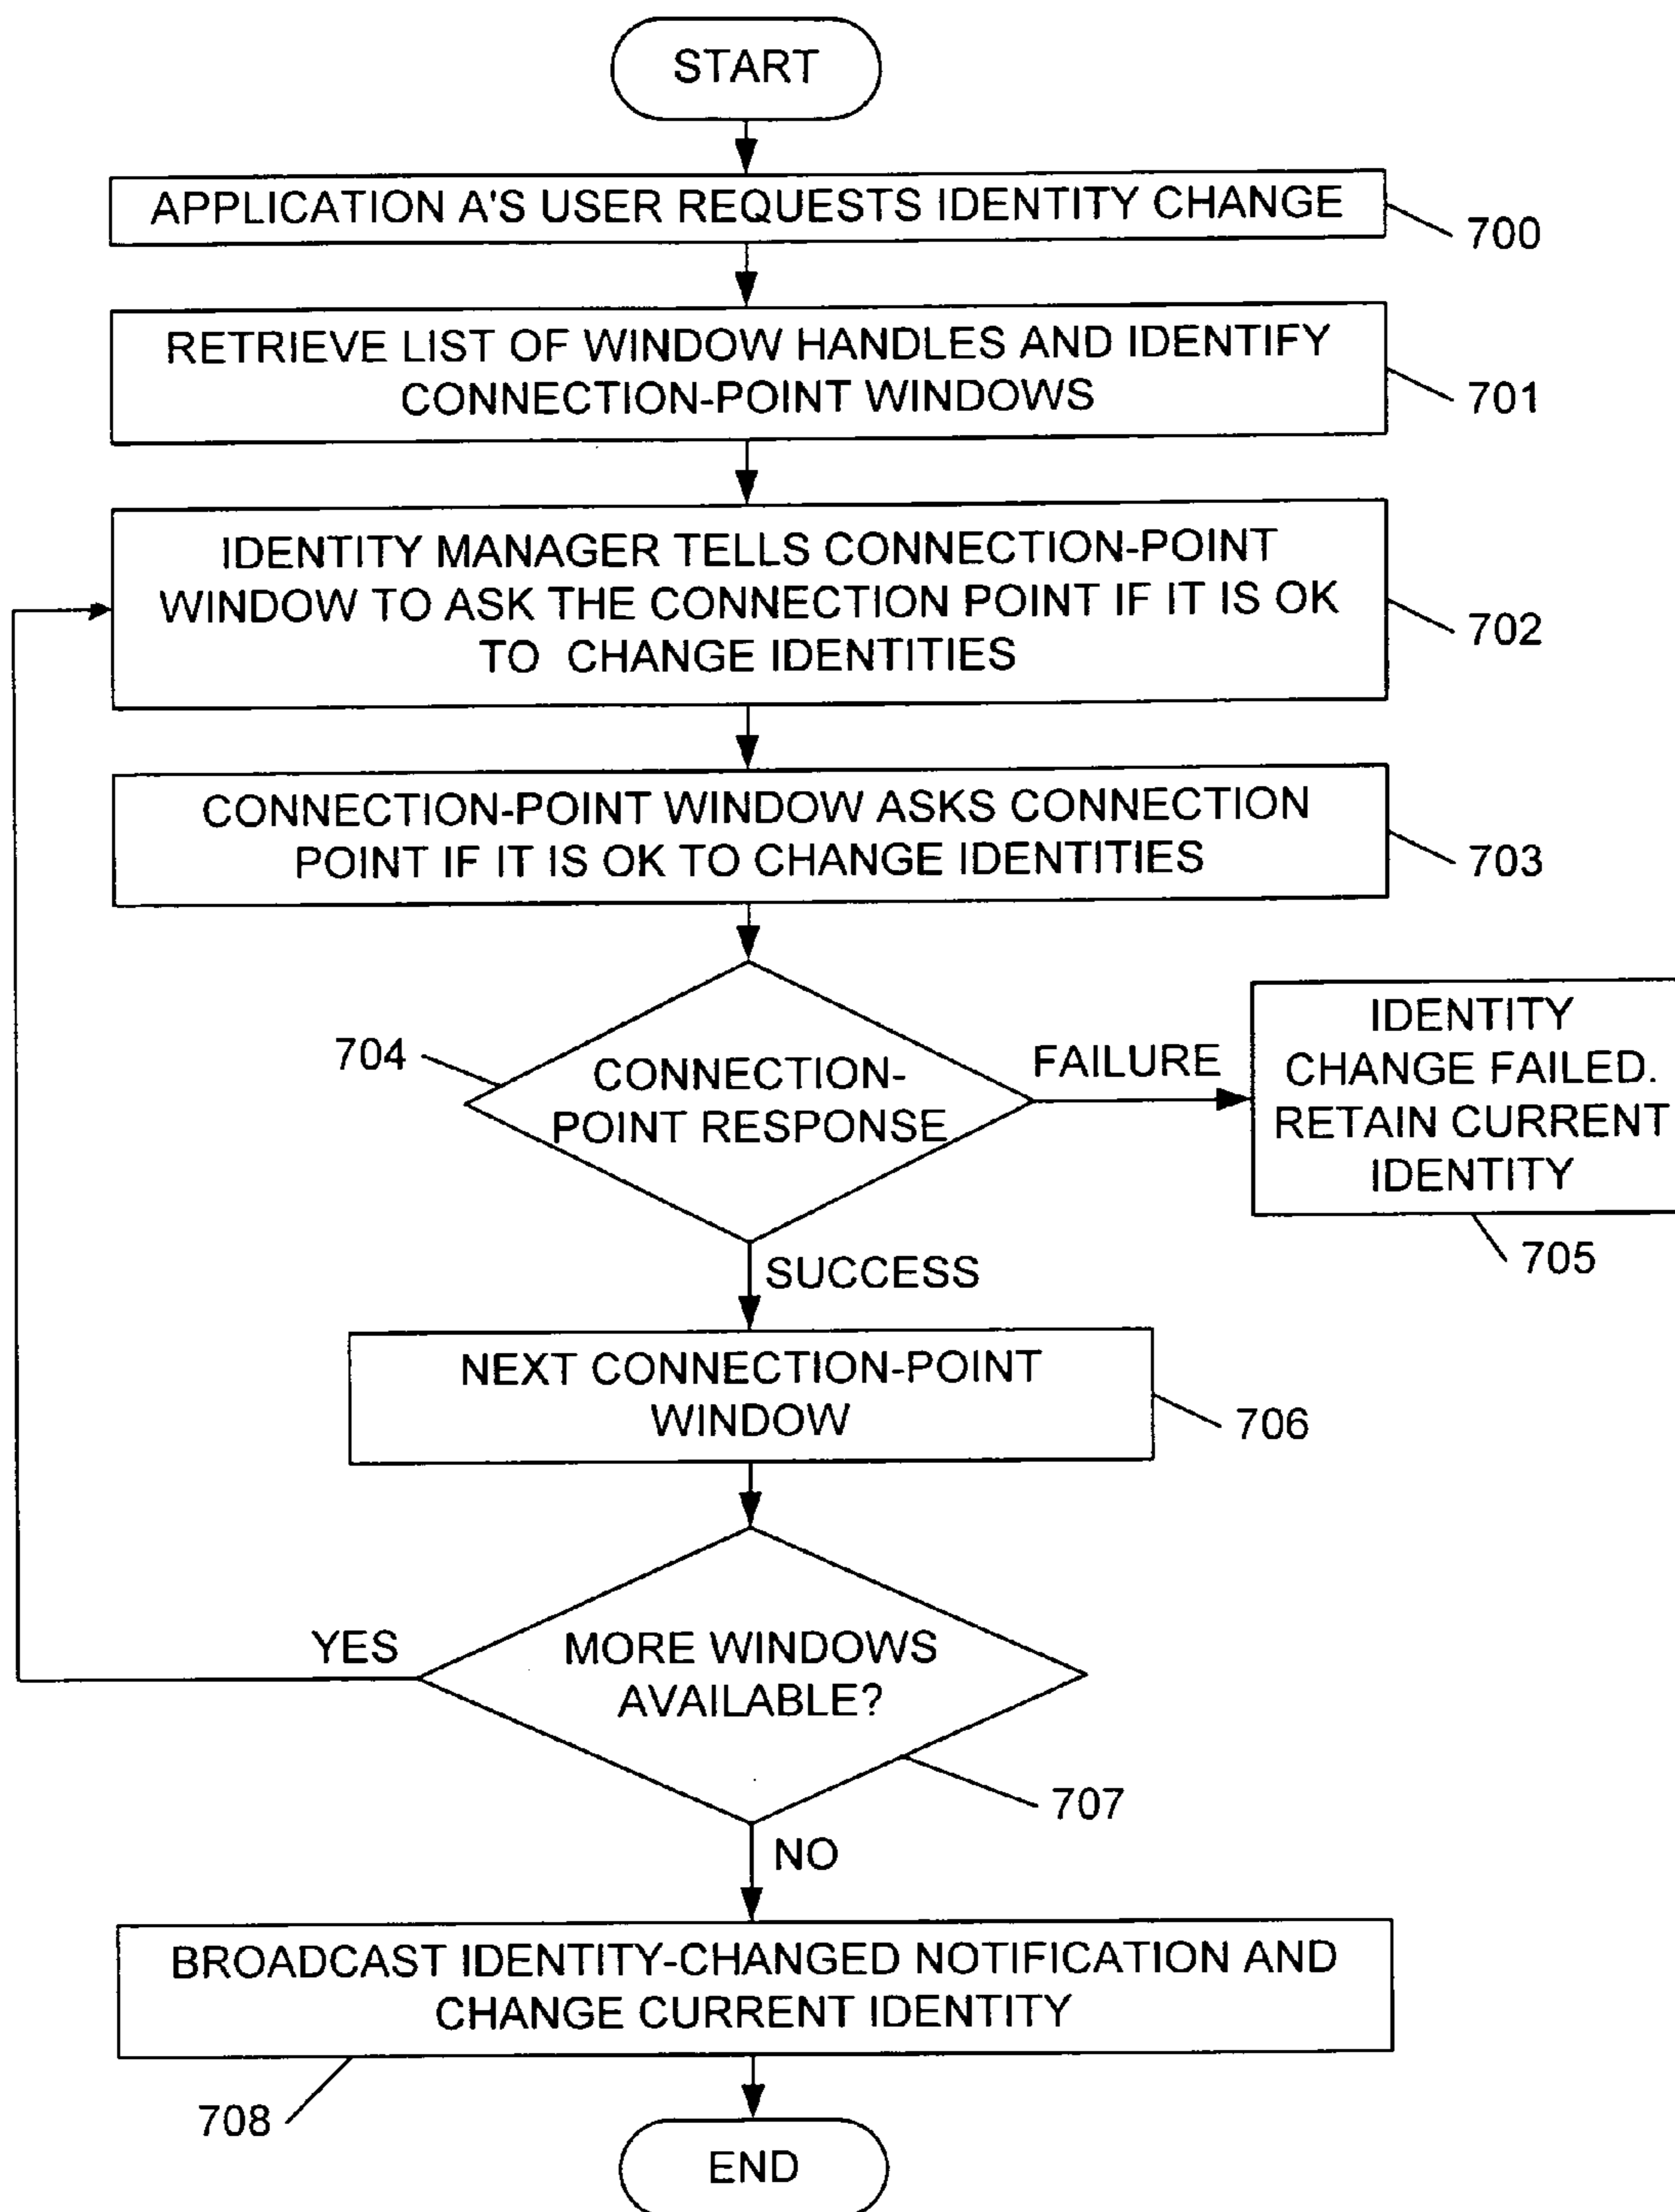 START
APPLICATION A'S USER REQUESTS IDENTITY CHANGE
700
RETRIEVE LIST OF WINDOW HANDLES AND IDENTIFY
CONNECTION-POINT WINDOWS
701
IDENTITY MANAGER TELLS CONNECTION-POINT
WINDOW TO ASK THE CONNECTION POINT IF IT IS OK
TO CHANGE IDENTITIES
702
CONNECTION-POINT WINDOW ASKS CONNECTION
POINT IF IT IS OK TO CHANGE IDENTITIES
703
704
CONNECTION-
POINT RESPONSE
FAILURE
IDENTITY
CHANGE FAILED.
RETAIN CURRENT
IDENTITY
705
SUCCESS
NEXT CONNECTION-POINT
WINDOW
706
YES
MORE WINDOWS
AVAILABLE?
707
NO
BROADCAST IDENTITY-CHANGED NOTIFICATION AND
CHANGE CURRENT IDENTITY
708
END